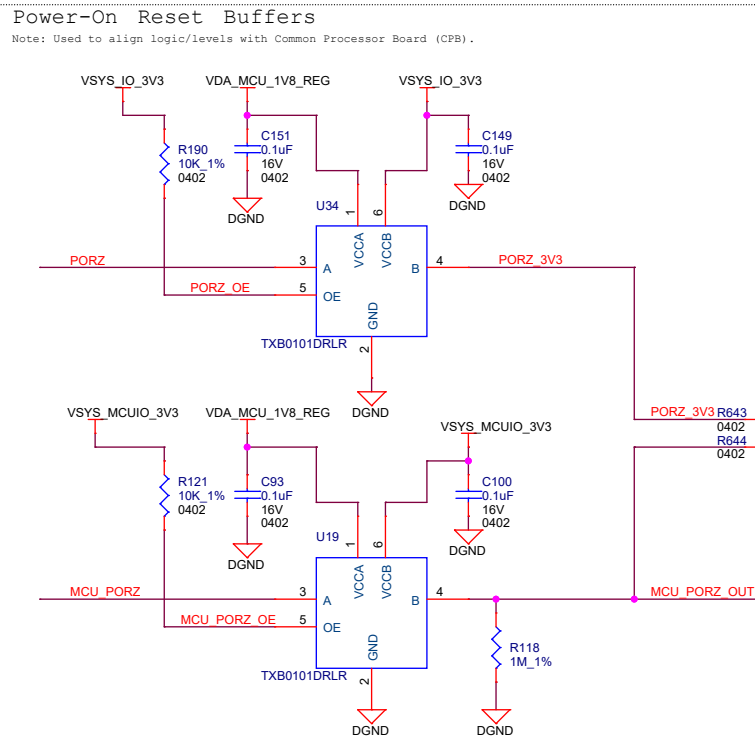 Power-On Reset Buffers
Note: Used to align logic/levels with Common Processor Board (CPB).
VSYS_IO_3V3
VDA_MCU_1V8_REG
VSYS_IO_3V3
R190
10K_1%
0402
C151
0.1uF
16V
0402
DGND
C149
0.1uF
16V
0402
DGND
U34
1
6
VCCA
VCCB
PORZ
3
A
B
4
PORZ_3V3
PORZ_OE
5
OE
GND
TXB0101DRLR
2
DGND
PORZ_3V3
R643
0402
R644
0402
VSYS_MCUIO_3V3
VDA_MCU_1V8_REG
VSYS_MCUIO_3V3
R121
10K_1%
0402
C93
0.1uF
16V
0402
DGND
C100
0.1uF
16V
0402
DGND
U19
1
6
VCCA
VCCB
MCU_PORZ
3
A
B
4
MCU_PORZ_OUT
MCU_PORZ_OE
5
OE
GND
TXB0101DRLR
2
DGND
R118
1M_1%
DGND